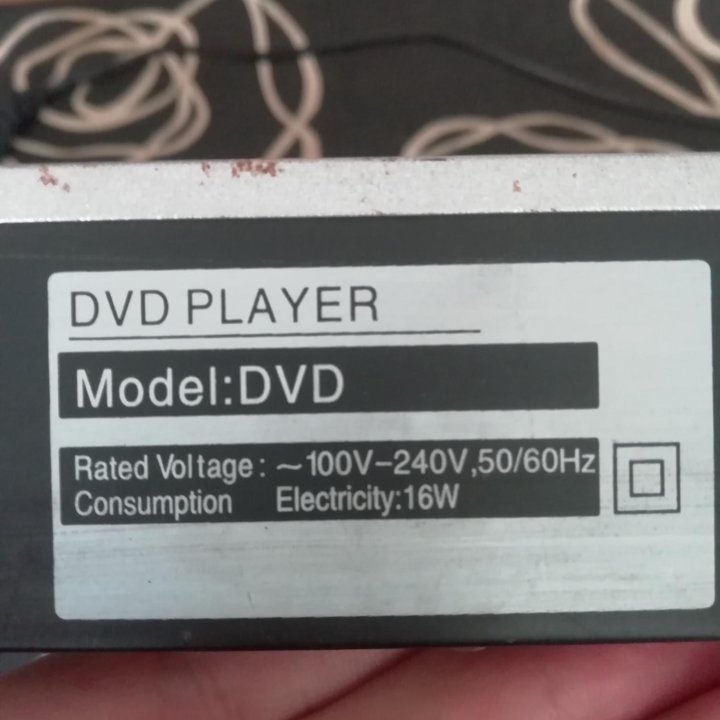 DVD PLAYER
Model:DVD
Rated Voltage: ~100V-240V,50/60Hz
Consumption Electricity:16W